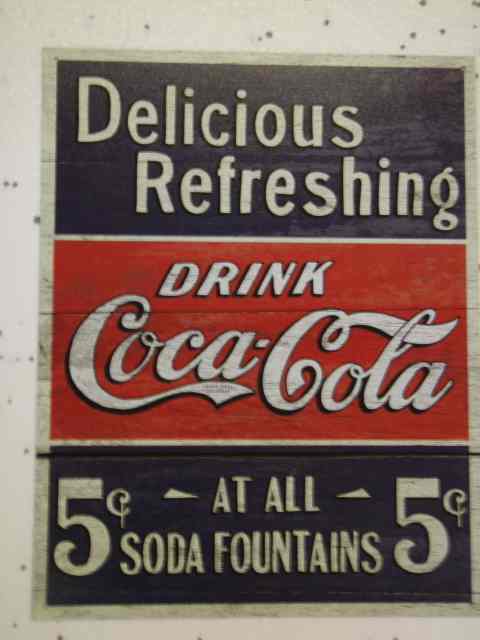 Delicious
Refreshing
DRINK
Coca-Cola
5¢ AT ALL 5¢
SODA FOUNTAINS